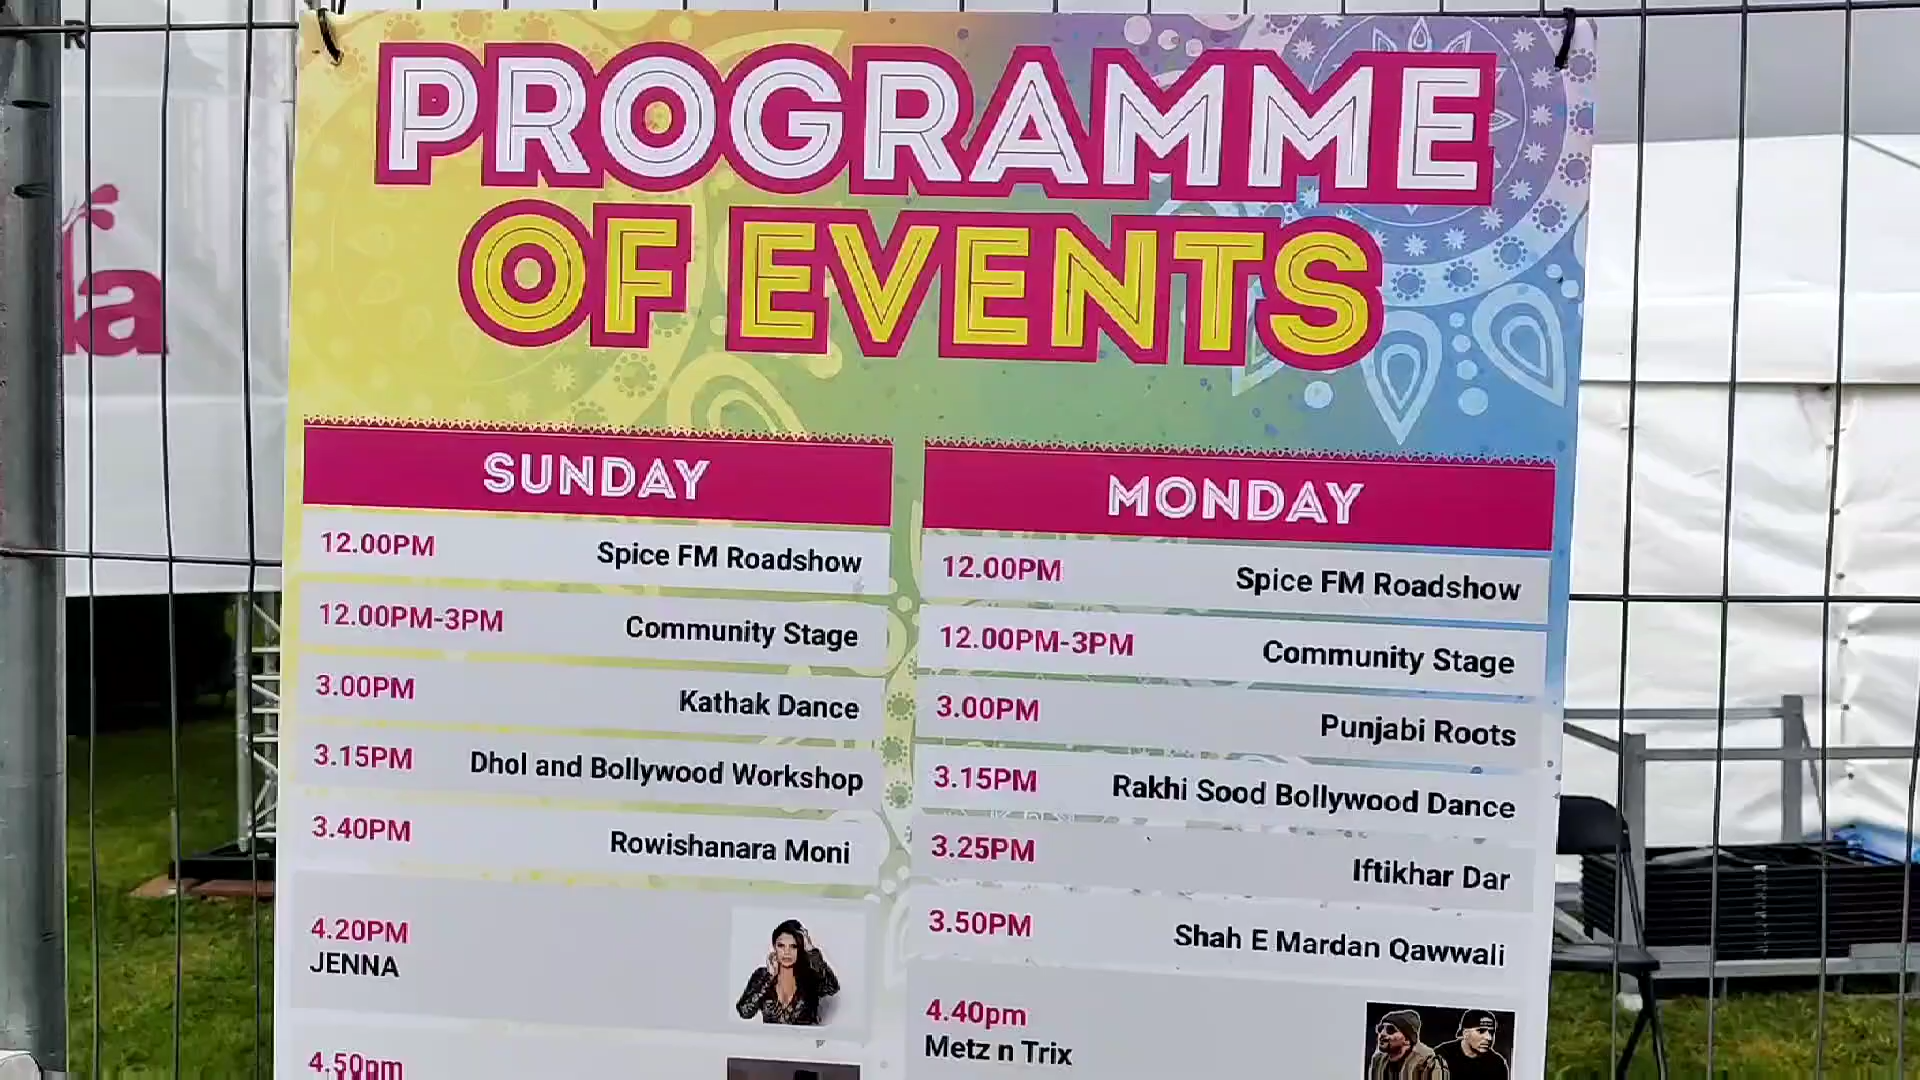 R
la
PROGRAMME
OF EVENTS
SUNDAY
12.00PM Spice FM Roadshow
12.00PM-3PM Community Stage
3.00PM Kathak Dance
3.15PM Dhol and Bollywood Workshop
3.40PM Rowishanara Moni
4.20PM
JENNA
4.50pm
MONDAY
12.00PM Spice FM Roadshow
12.00PM-3PM Community Stage
3.00PM Punjabi Roots
3.15PM Rakhi Sood Bollywood Dance
3.25PM Iftikhar Dar
3.50PM Shah E Mardan Qawwali
4.40pm
Metz n Trix